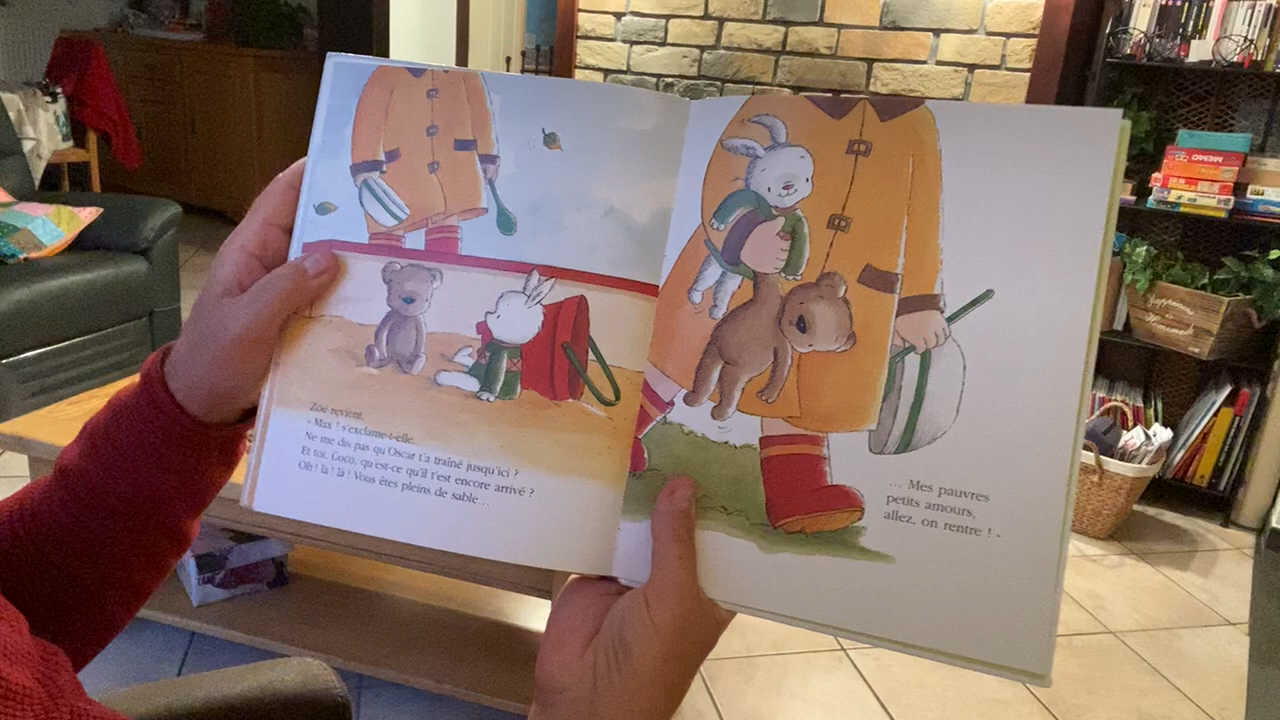 Zoé revient.
« Max ! s'exclame-t-elle.
Ne me dis pas qu'Oscar t'a traîné jusqu'ici ?
Et toi, Coco, qu'est-ce qu'il t'est encore arrivé ?
Oh ! là ! là ! Vous êtes pleins de sable...
... Mes pauvres
petits amours,
allez, on rentre ! »
MEMO